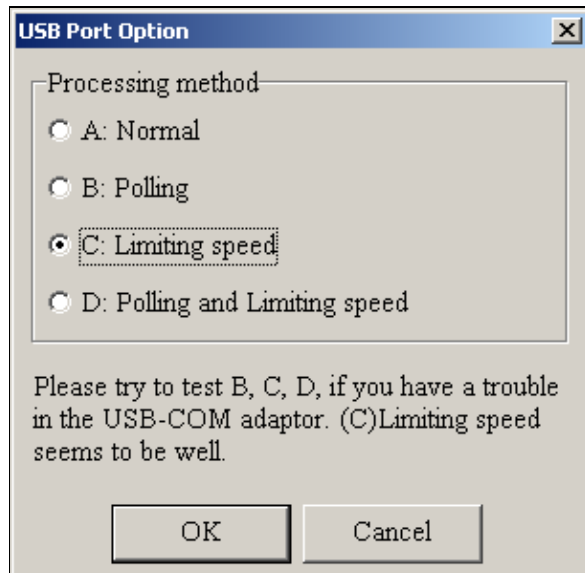 USB Port Option
Processing method
A: Normal
B: Polling
C: Limiting speed
D: Polling and Limiting speed
Please try to test B, C, D, if you have a trouble
in the USB-COM adaptor. (C)Limiting speed
seems to be well.
OK Cancel